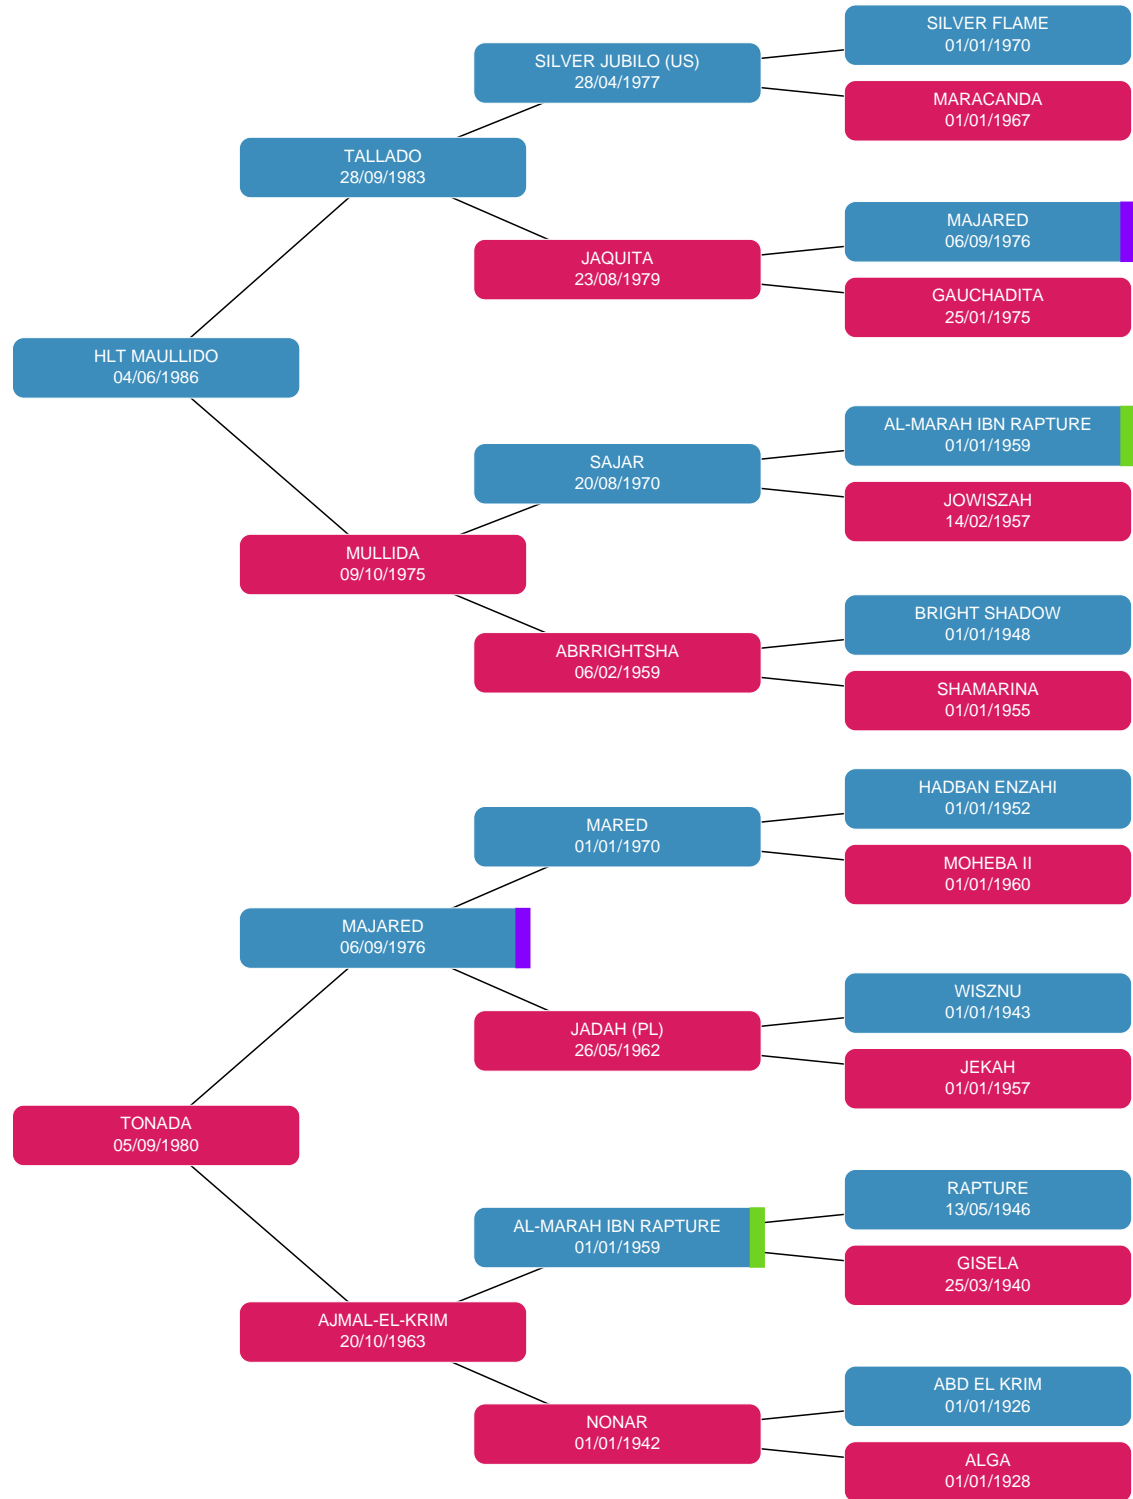 SILVER FLAME
01/01/1970
SILVER JUBILO (US)
28/04/1977
MARACANDA
01/01/1967
TALLADO
28/09/1983
MAJARED
06/09/1976
JAQUITA
23/08/1979
GAUCHADITA
25/01/1975
HLT MAULLIDO
04/06/1986
AL-MARAH IBN RAPTURE
01/01/1959
SAJAR
20/08/1970
JOWISZAH
14/02/1957
MULLIDA
09/10/1975
BRIGHT SHADOW
01/01/1948
ABRRIGHTSHA
06/02/1959
SHAMARINA
01/01/1955
HADBAN ENZAHI
01/01/1952
MARED
01/01/1970
MOHEBA II
01/01/1960
MAJARED
06/09/1976
WISZNU
01/01/1943
JADAH (PL)
26/05/1962
JEKAH
01/01/1957
TONADA
05/09/1980
RAPTURE
13/05/1946
AL-MARAH IBN RAPTURE
01/01/1959
GISELA
25/03/1940
AJMAL-EL-KRIM
20/10/1963
ABD EL KRIM
01/01/1926
NONAR
01/01/1942
ALGA
01/01/1928